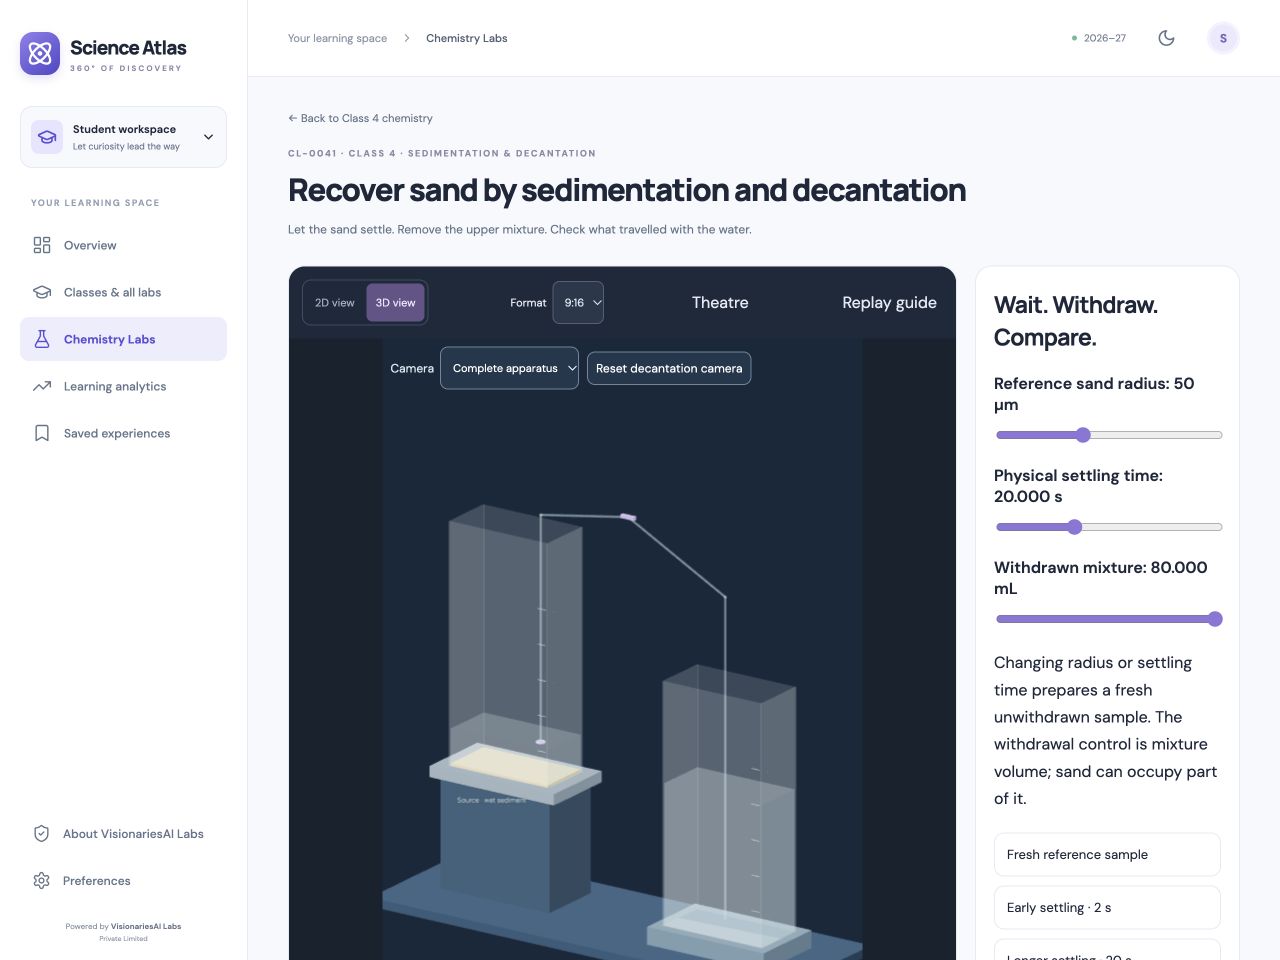 Science Atlas
360° OF DISCOVERY
Student workspace
Let curiosity lead the way
YOUR LEARNING SPACE
Overview
Classes & all labs
Chemistry Labs
Learning analytics
Saved experiences
About VisionariesAI Labs
Preferences
Powered by VisionariesAI Labs
Private Limited
Your learning space
Chemistry Labs
2026–27
S
← Back to Class 4 chemistry
CL-0041 · CLASS 4 · SEDIMENTATION & DECANTATION
Recover sand by sedimentation and decantation
Let the sand settle. Remove the upper mixture. Check what travelled with the water.
2D view
3D view
Format
9:16
Theatre
Replay guide
Camera
Complete apparatus
Reset decantation camera
Source · wet sediment
Wait. Withdraw.
Compare.
Reference sand radius: 50
μm
Physical settling time:
20.000 s
Withdrawn mixture: 80.000
mL
Changing radius or settling
time prepares a fresh
unwithdrawn sample. The
withdrawal control is mixture
volume; sand can occupy part
of it.
Fresh reference sample
Early settling · 2 s
Longer settling · 20 s